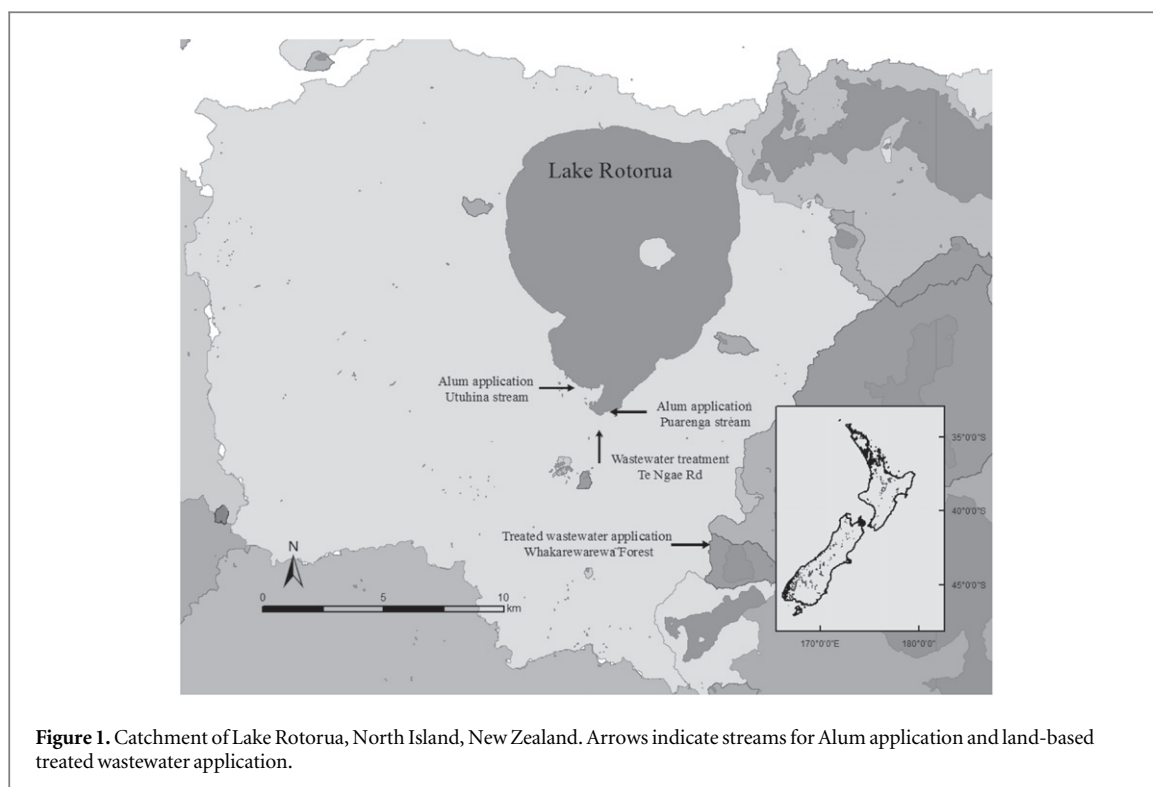 Lake Rotorua
Alum application
Utuhina stream
Alum application
Puarenga stream
Wastewater treatment
Te Ngae Rd
Treated wastewater application
Whakarewarewa Forest
N
0 5 10
km
35°0'0"S
40°0'0"S
45°0'0"S
170°0'0"E 180°0'0"
Figure 1. Catchment of Lake Rotorua, North Island, New Zealand. Arrows indicate streams for Alum application and land-based
treated wastewater application.